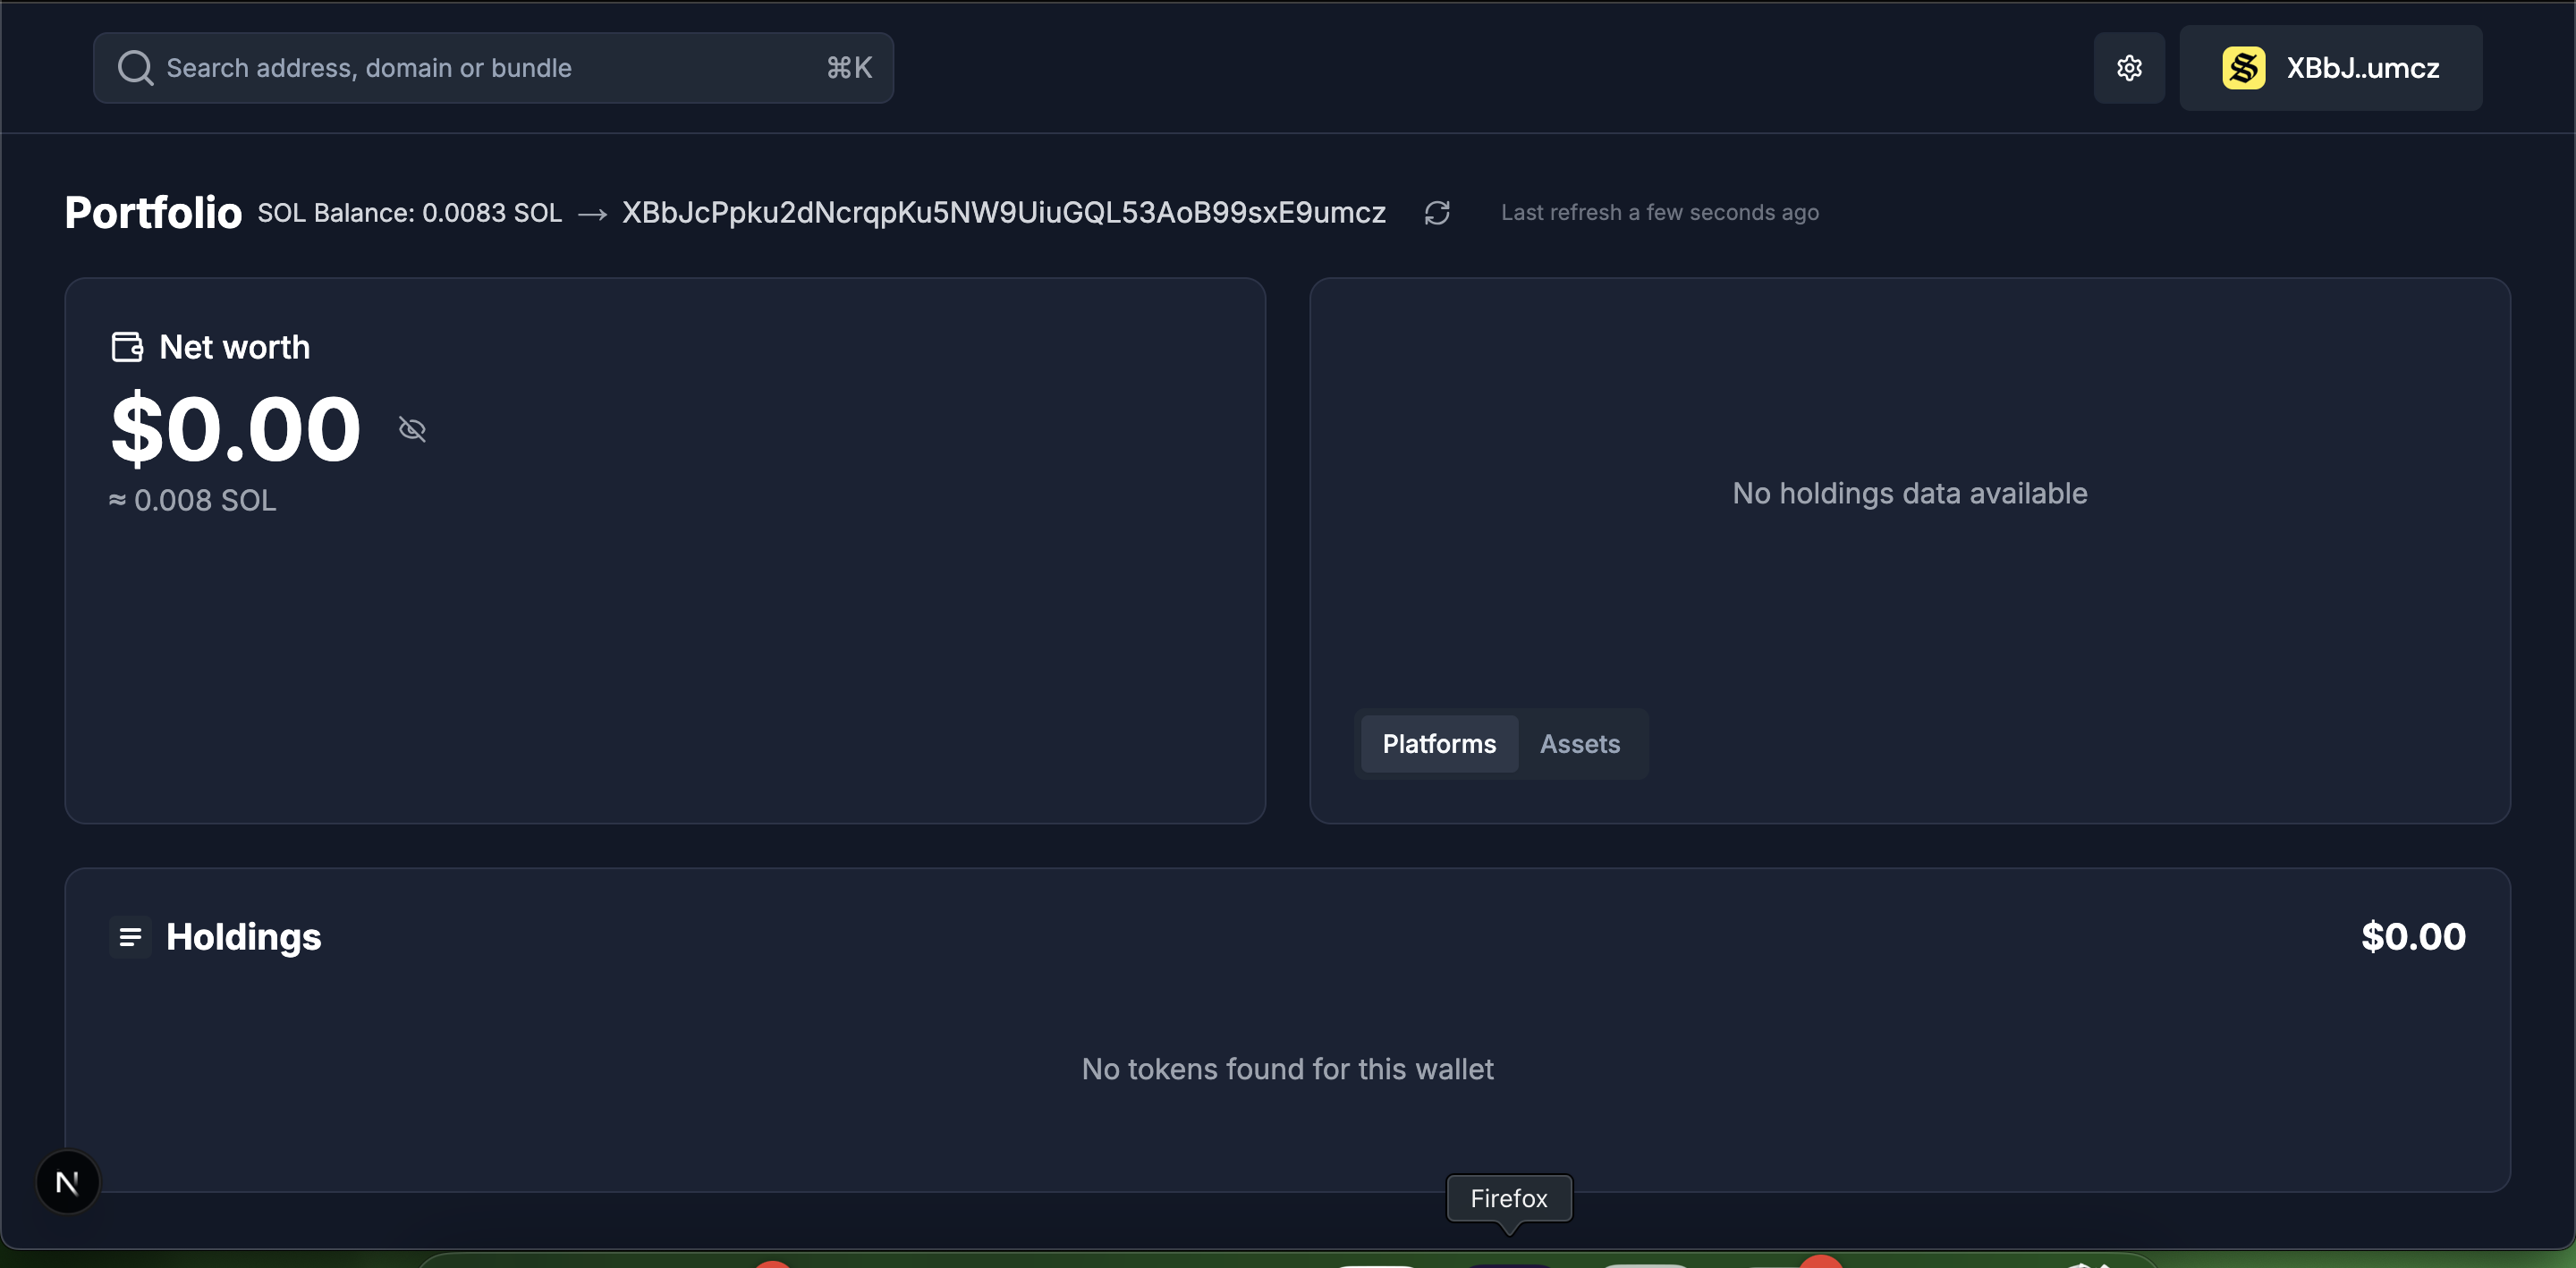 Search address, domain or bundle ⌘K
XBbJ..umcz
Portfolio SOL Balance: 0.0083 SOL → XBbJcPpku2dNcrqpKu5NW9UiuGQL53AoB99sxE9umcz Last refresh a few seconds ago
Net worth
$0.00
≈ 0.008 SOL
No holdings data available
Platforms Assets
Holdings $0.00
No tokens found for this wallet
N
Firefox